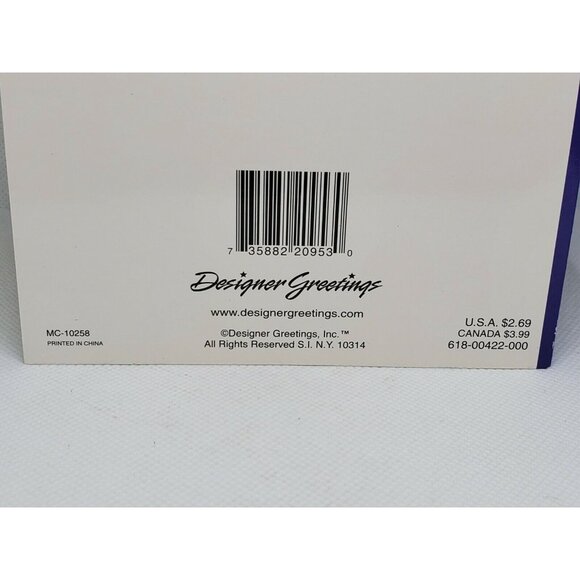 7 35882 20953 0
Designer Greetings
www.designergreetings.com
©Designer Greetings, Inc.™
All Rights Reserved S.I. N.Y. 10314
MC-10258
PRINTED IN CHINA
U.S.A. $2.69
CANADA $3.99
618-00422-000